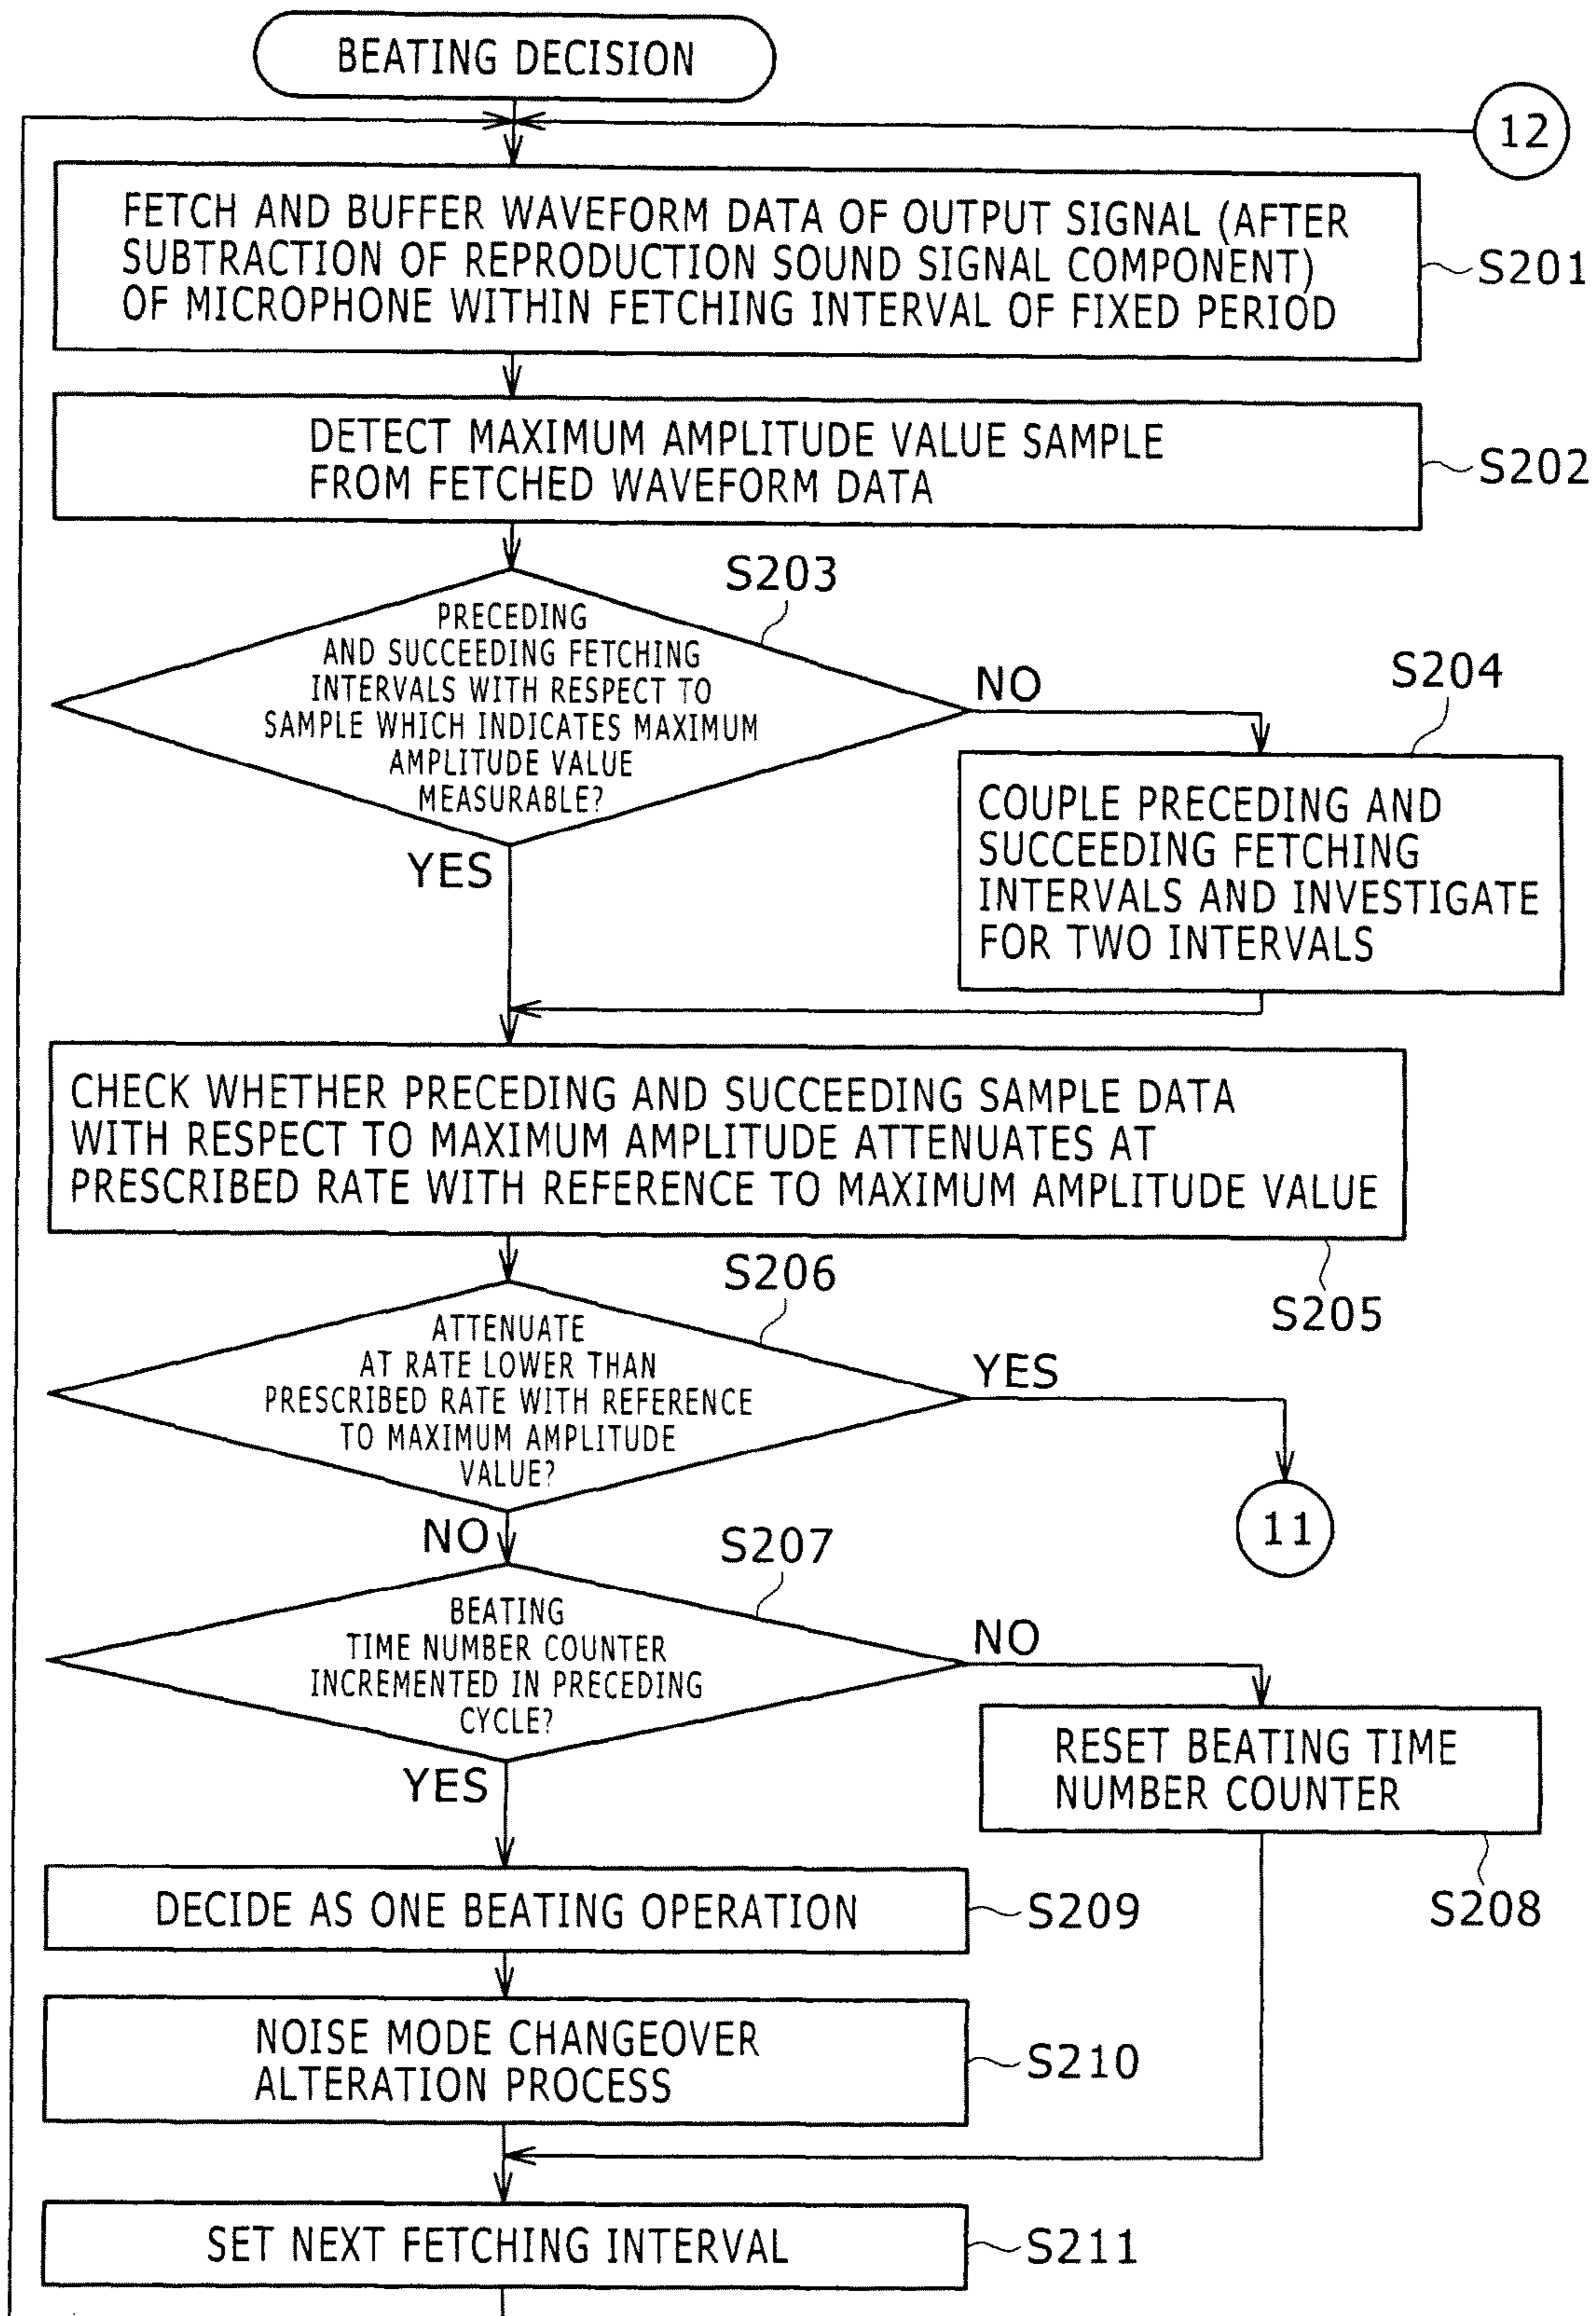 BEATING DECISION
12
FETCH AND BUFFER WAVEFORM DATA OF OUTPUT SIGNAL (AFTER
SUBTRACTION OF REPRODUCTION SOUND SIGNAL COMPONENT)
OF MICROPHONE WITHIN FETCHING INTERVAL OF FIXED PERIOD
S201
DETECT MAXIMUM AMPLITUDE VALUE SAMPLE
FROM FETCHED WAVEFORM DATA
S202
S203
PRECEDING
AND SUCCEEDING FETCHING
INTERVALS WITH RESPECT TO
SAMPLE WHICH INDICATES MAXIMUM
AMPLITUDE VALUE
MEASURABLE?
NO
YES
S204
COUPLE PRECEDING AND
SUCCEEDING FETCHING
INTERVALS AND INVESTIGATE
FOR TWO INTERVALS
CHECK WHETHER PRECEDING AND SUCCEEDING SAMPLE DATA
WITH RESPECT TO MAXIMUM AMPLITUDE ATTENUATES AT
PRESCRIBED RATE WITH REFERENCE TO MAXIMUM AMPLITUDE VALUE
S205
S206
ATTENUATE
AT RATE LOWER THAN
PRESCRIBED RATE WITH REFERENCE
TO MAXIMUM AMPLITUDE
VALUE?
YES
11
NO
S207
BEATING
TIME NUMBER COUNTER
INCREMENTED IN PRECEDING
CYCLE?
NO
YES
RESET BEATING TIME
NUMBER COUNTER
S208
DECIDE AS ONE BEATING OPERATION
S209
NOISE MODE CHANGEOVER
ALTERATION PROCESS
S210
SET NEXT FETCHING INTERVAL
S211